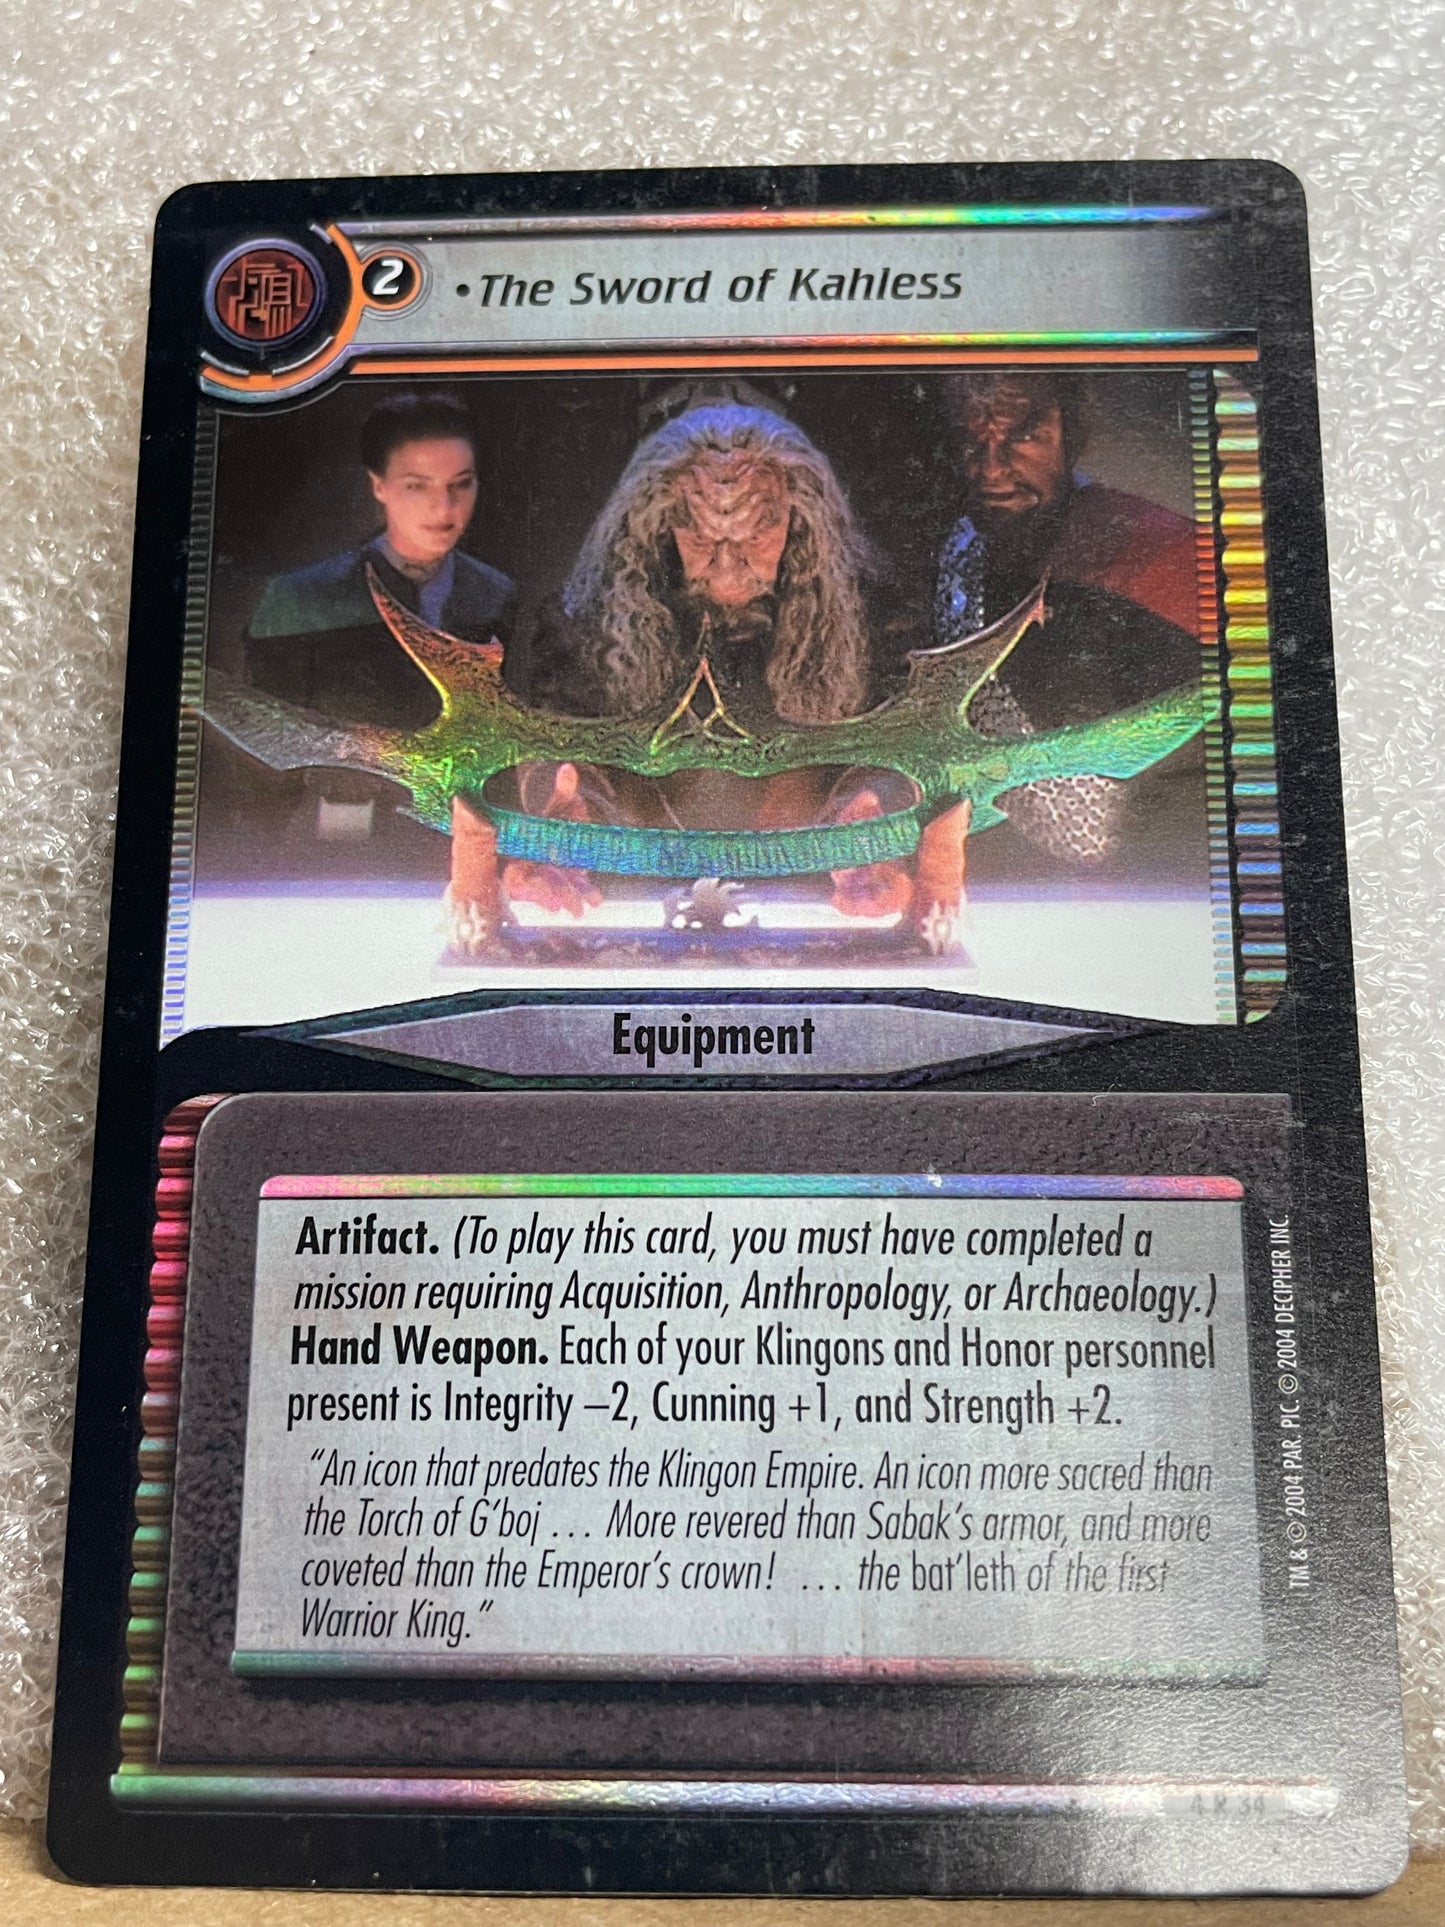 2
•The Sword of Kahless
Equipment
Artifact. (To play this card, you must have completed a
mission requiring Acquisition, Anthropology, or Archaeology.)
Hand Weapon. Each of your Klingons and Honor personnel
present is Integrity –2, Cunning +1, and Strength +2.
“An icon that predates the Klingon Empire. An icon more sacred than
the Torch of G’boj ... More revered than Sabak’s armor, and more
coveted than the Emperor’s crown! ... the bat’leth of the first
Warrior King.”
TM & © 2004 PAR. PIC. © 2004 DECIPHER INC.
4 R 34